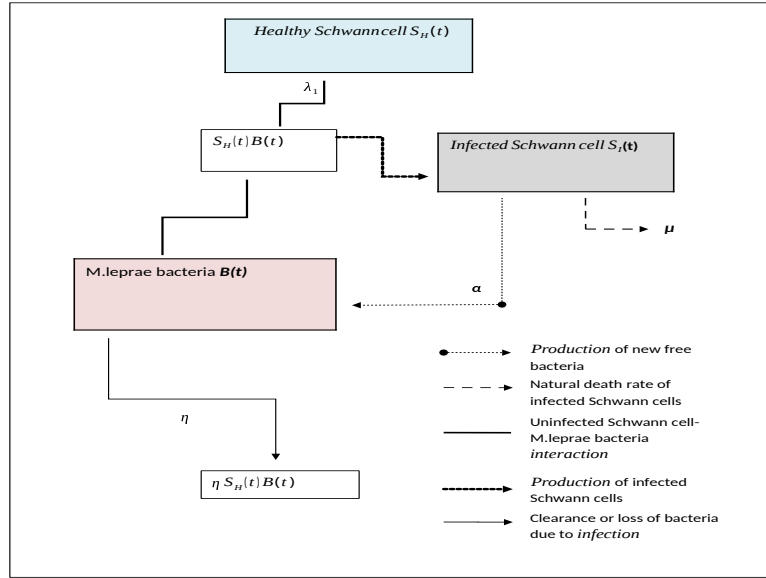 Healthy Schwann cell S_H(t)
λ₁
S_H(t)B(t)
Infected Schwann cell S_I(t)
μ
M.leprae bacteria B(t)
α
η
η S_H(t)B(t)
Production of new free
bacteria
Natural death rate of
infected Schwann cells
Uninfected Schwann cell-
M.leprae bacteria
interaction
Production of infected
Schwann cells
Clearance or loss of bacteria
due to infection